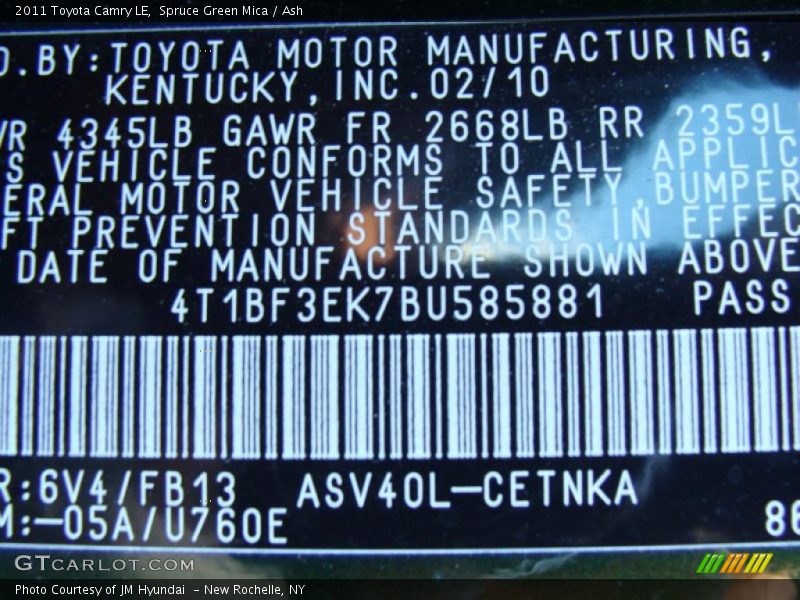 2011 Toyota Camry LE, Spruce Green Mica / Ash
D.BY:TOYOTA MOTOR MANUFACTURING,
KENTUCKY,INC.02/10
VR 4345LB GAWR FR 2668LB RR 2359L
S VEHICLE CONFORMS TO ALL APPLIC
ERAL MOTOR VEHICLE SAFETY,BUMPER
FT PREVENTION STANDARDS IN EFFEC
DATE OF MANUFACTURE SHOWN ABOVE
4T1BF3EK7BU585881 PASS
R:6V4/FB13 ASV40L-CETNKA
M:-05A/U760E 86
GTCARLOT.COM
Photo Courtesy of JM Hyundai - New Rochelle, NY